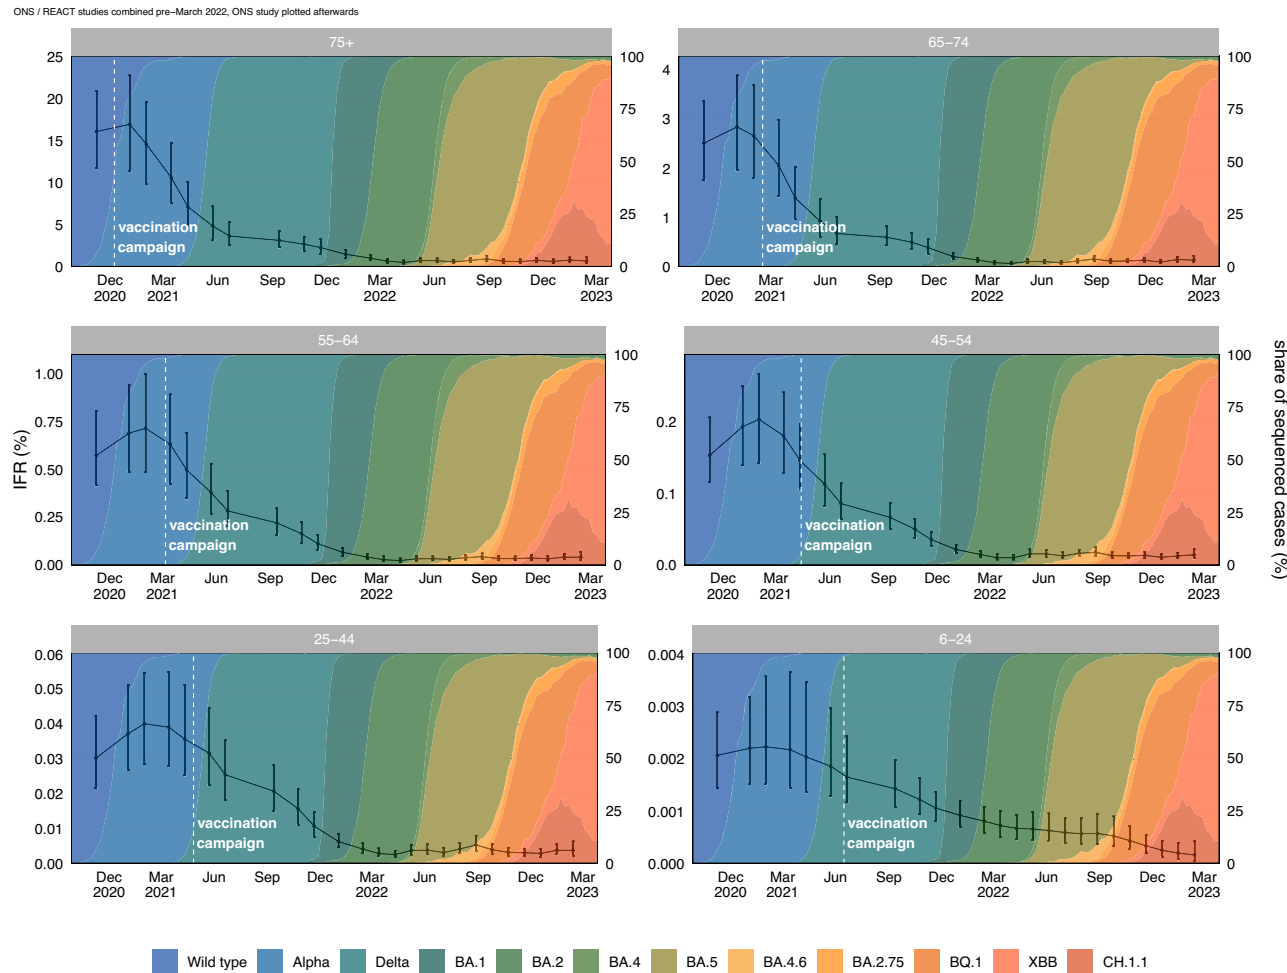 ONS / REACT studies combined pre−March 2022, ONS study plotted afterwards
75+
65−74
25
20
15
10
5
0
100
75
50
25
0
4
3
2
1
0
100
75
50
25
0
vaccination
campaign
vaccination
campaign
Dec Mar Jun Sep Dec Mar Jun Sep Dec Mar
2020 2021 2022 2023
Dec Mar Jun Sep Dec Mar Jun Sep Dec Mar
2020 2021 2022 2023
55−64
45−54
IFR (%)
1.00
0.75
0.50
0.25
0.00
100
75
50
25
0
0.2
0.1
0.0
100
75
50
25
0
share of sequenced cases (%)
vaccination
campaign
vaccination
campaign
Dec Mar Jun Sep Dec Mar Jun Sep Dec Mar
2020 2021 2022 2023
Dec Mar Jun Sep Dec Mar Jun Sep Dec Mar
2020 2021 2022 2023
25−44
6−24
0.06
0.05
0.04
0.03
0.02
0.01
0.00
100
75
50
25
0
0.004
0.003
0.002
0.001
0.000
100
75
50
25
0
vaccination
campaign
vaccination
campaign
Dec Mar Jun Sep Dec Mar Jun Sep Dec Mar
2020 2021 2022 2023
Dec Mar Jun Sep Dec Mar Jun Sep Dec Mar
2020 2021 2022 2023
Wild type Alpha Delta BA.1 BA.2 BA.4 BA.5 BA.4.6 BA.2.75 BQ.1 XBB CH.1.1